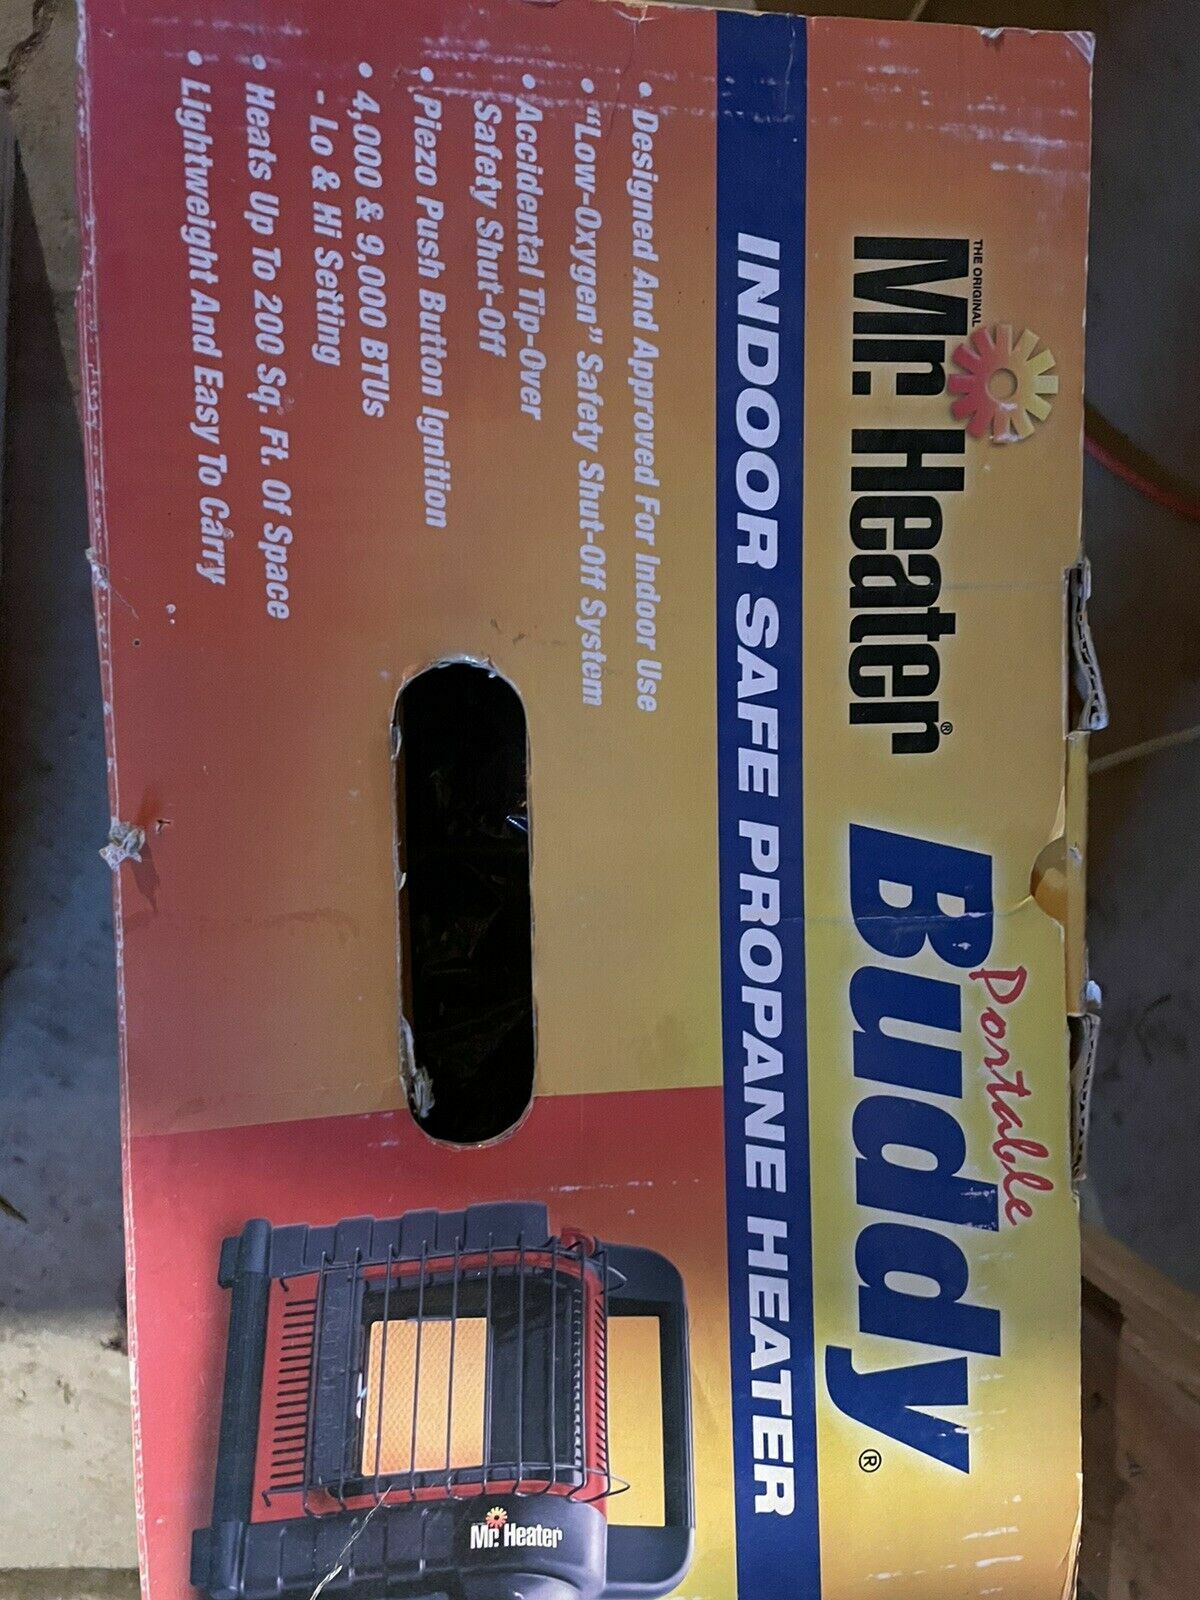 THE ORIGINAL
Mr. Heater® Portable Buddy®
INDOOR SAFE PROPANE HEATER
• Designed And Approved For Indoor Use
• "Low-Oxygen" Safety Shut-Off System
• Accidental Tip-Over
Safety Shut-Off
• Piezo Push Button Ignition
• 4,000 & 9,000 BTUs
- Lo & Hi Setting
• Heats Up To 200 Sq. Ft. Of Space
• Lightweight And Easy To Carry
Mr. Heater